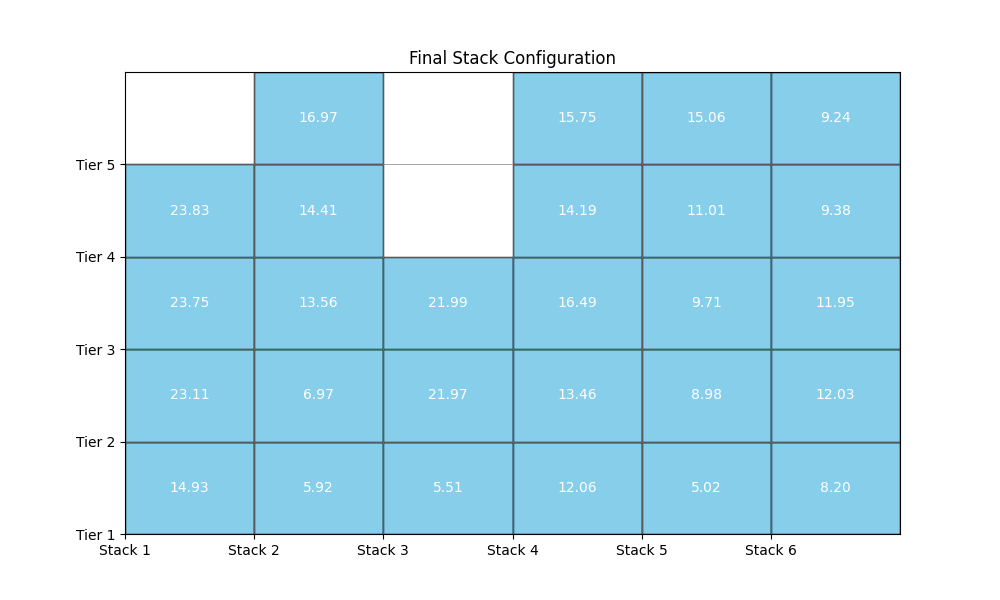 Final Stack Configuration
16.97 15.75 15.06 9.24
Tier 5
23.83 14.41 14.19 11.01 9.38
Tier 4
23.75 13.56 21.99 16.49 9.71 11.95
Tier 3
23.11 6.97 21.97 13.46 8.98 12.03
Tier 2
14.93 5.92 5.51 12.06 5.02 8.20
Tier 1
Stack 1 Stack 2 Stack 3 Stack 4 Stack 5 Stack 6